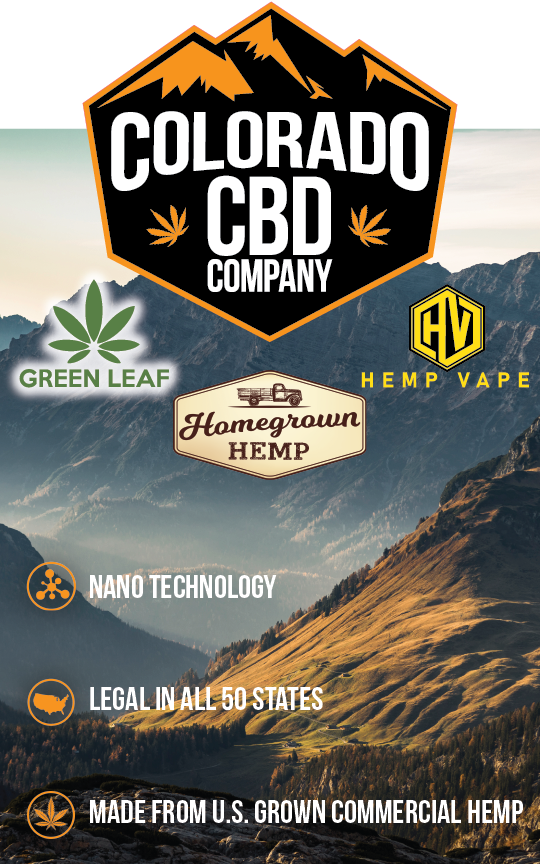 COLORADO
CBD
COMPANY
GREEN LEAF
HV
HEMP VAPE
Homegrown
HEMP
NANO TECHNOLOGY
LEGAL IN ALL 50 STATES
MADE FROM U.S. GROWN COMMERCIAL HEMP